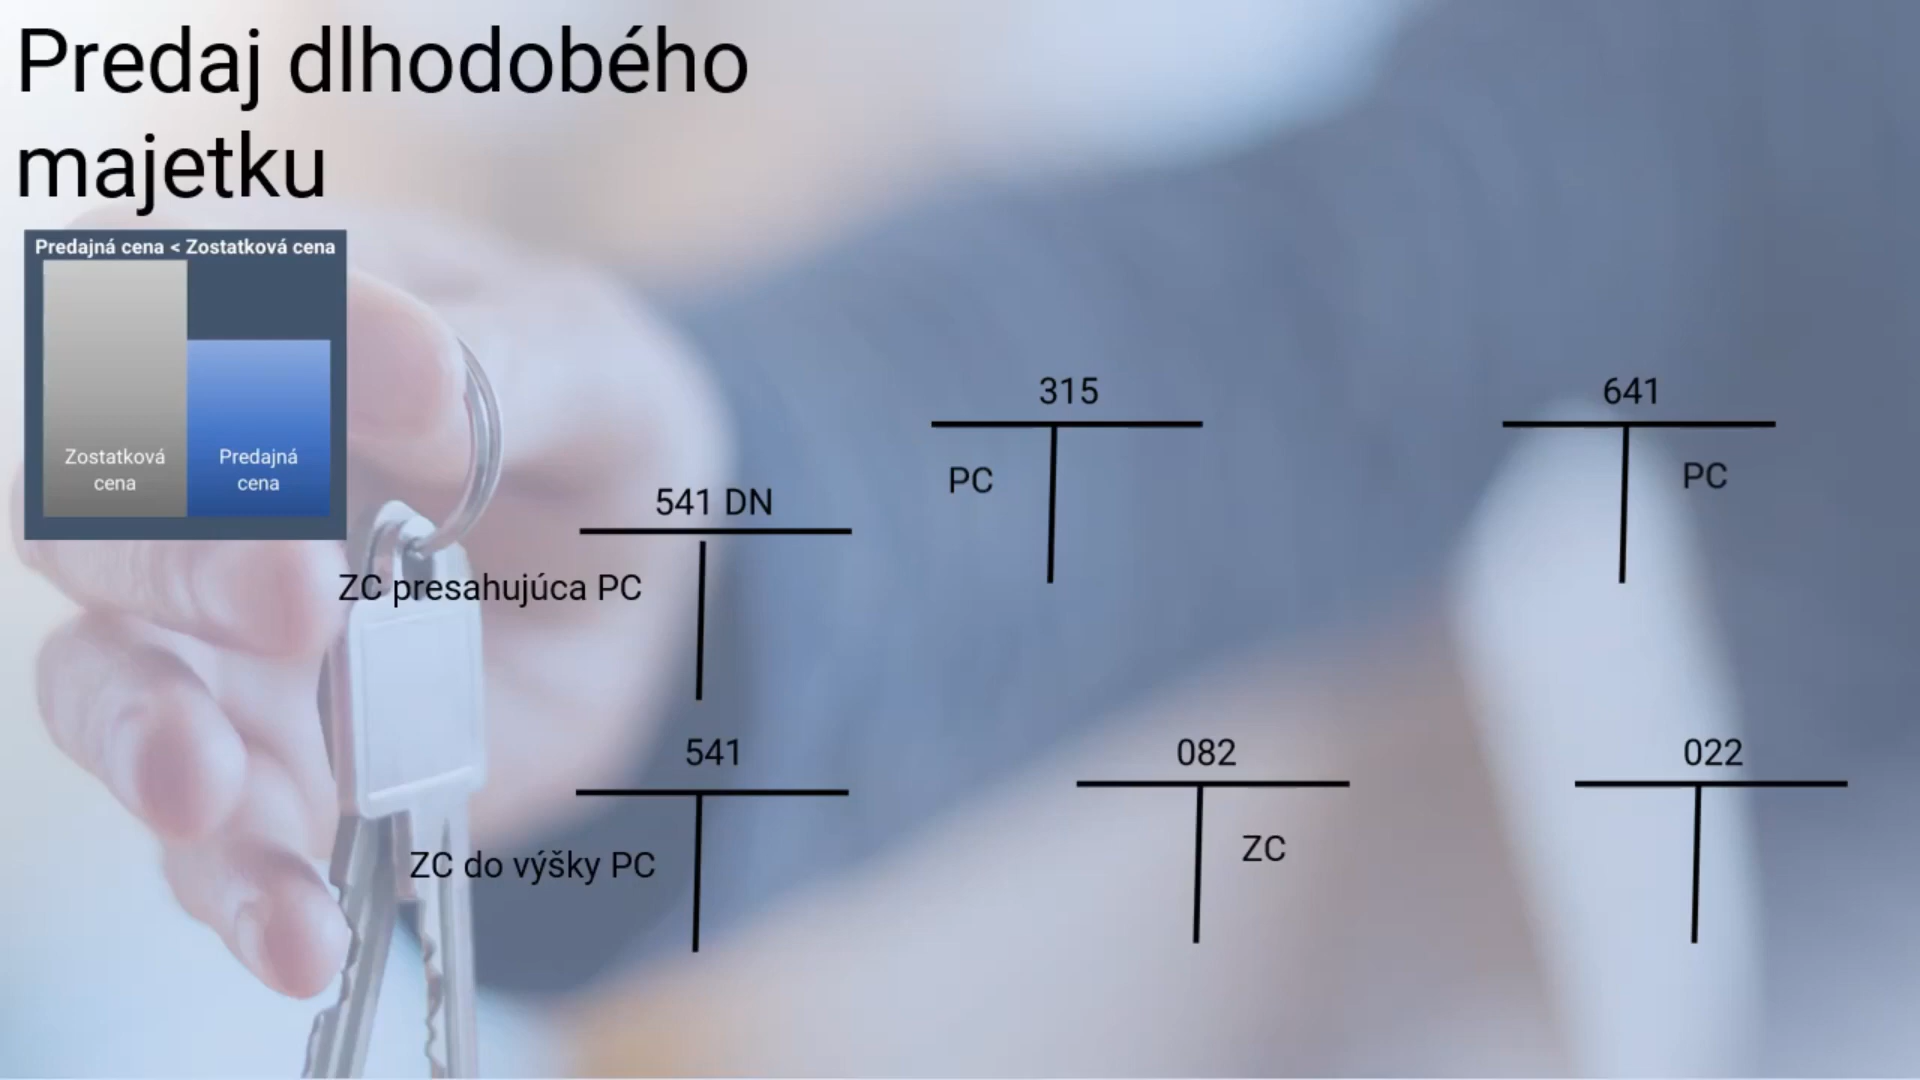 Predaj dlhodobého
majetku
Predajná cena < Zostatková cena
Zostatková
cena
Predajná
cena
315
PC
641
PC
541 DN
ZC presahujúca PC
541
ZC do výšky PC
082
ZC
022